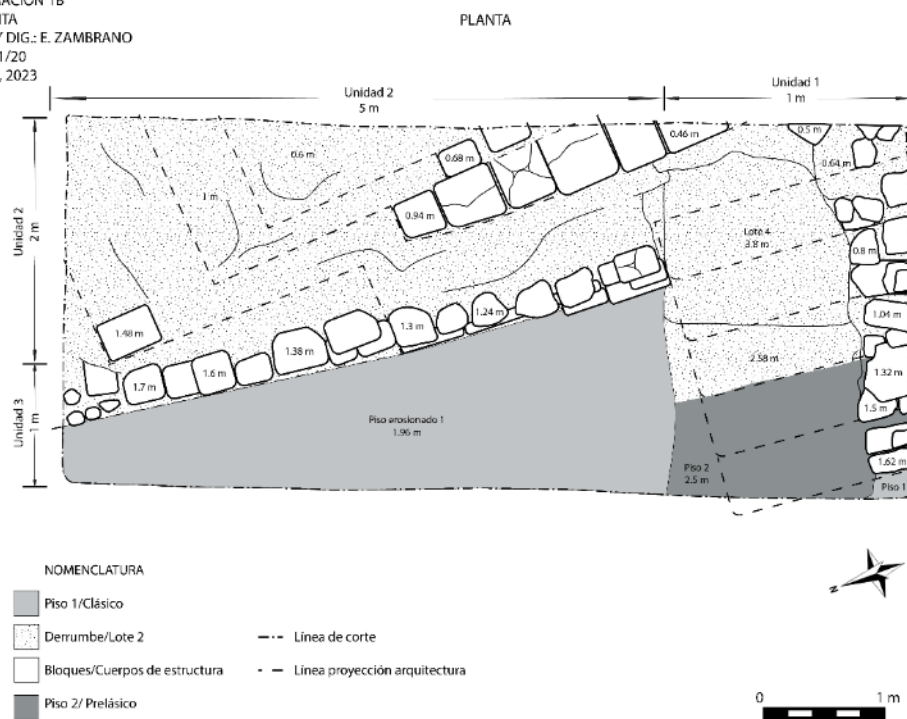 PLANTA
DIG.: E. ZAMBRANO
1/20
, 2023
Unidad 2
5 m
Unidad 1
1 m
Unidad 2
2 m
Unidad 3
1 m
0.6 m
1 m
0.68 m
0.94 m
0.46 m
0.5 m
0.64 m
Lote 4
3.8 m
0.8 m
1.04 m
1.32 m
1.5 m
1.62 m
Piso 1
2.58 m
Piso 2
2.5 m
1.48 m
1.7 m
1.6 m
1.38 m
1.3 m
1.24 m
Piso erosionado 1
1.96 m
N
NOMENCLATURA
Piso 1/Clásico
Derrumbe/Lote 2
Bloques/Cuerpos de estructura
Piso 2/ Prelásico
Línea de corte
Línea proyección arquitectura
0
1 m